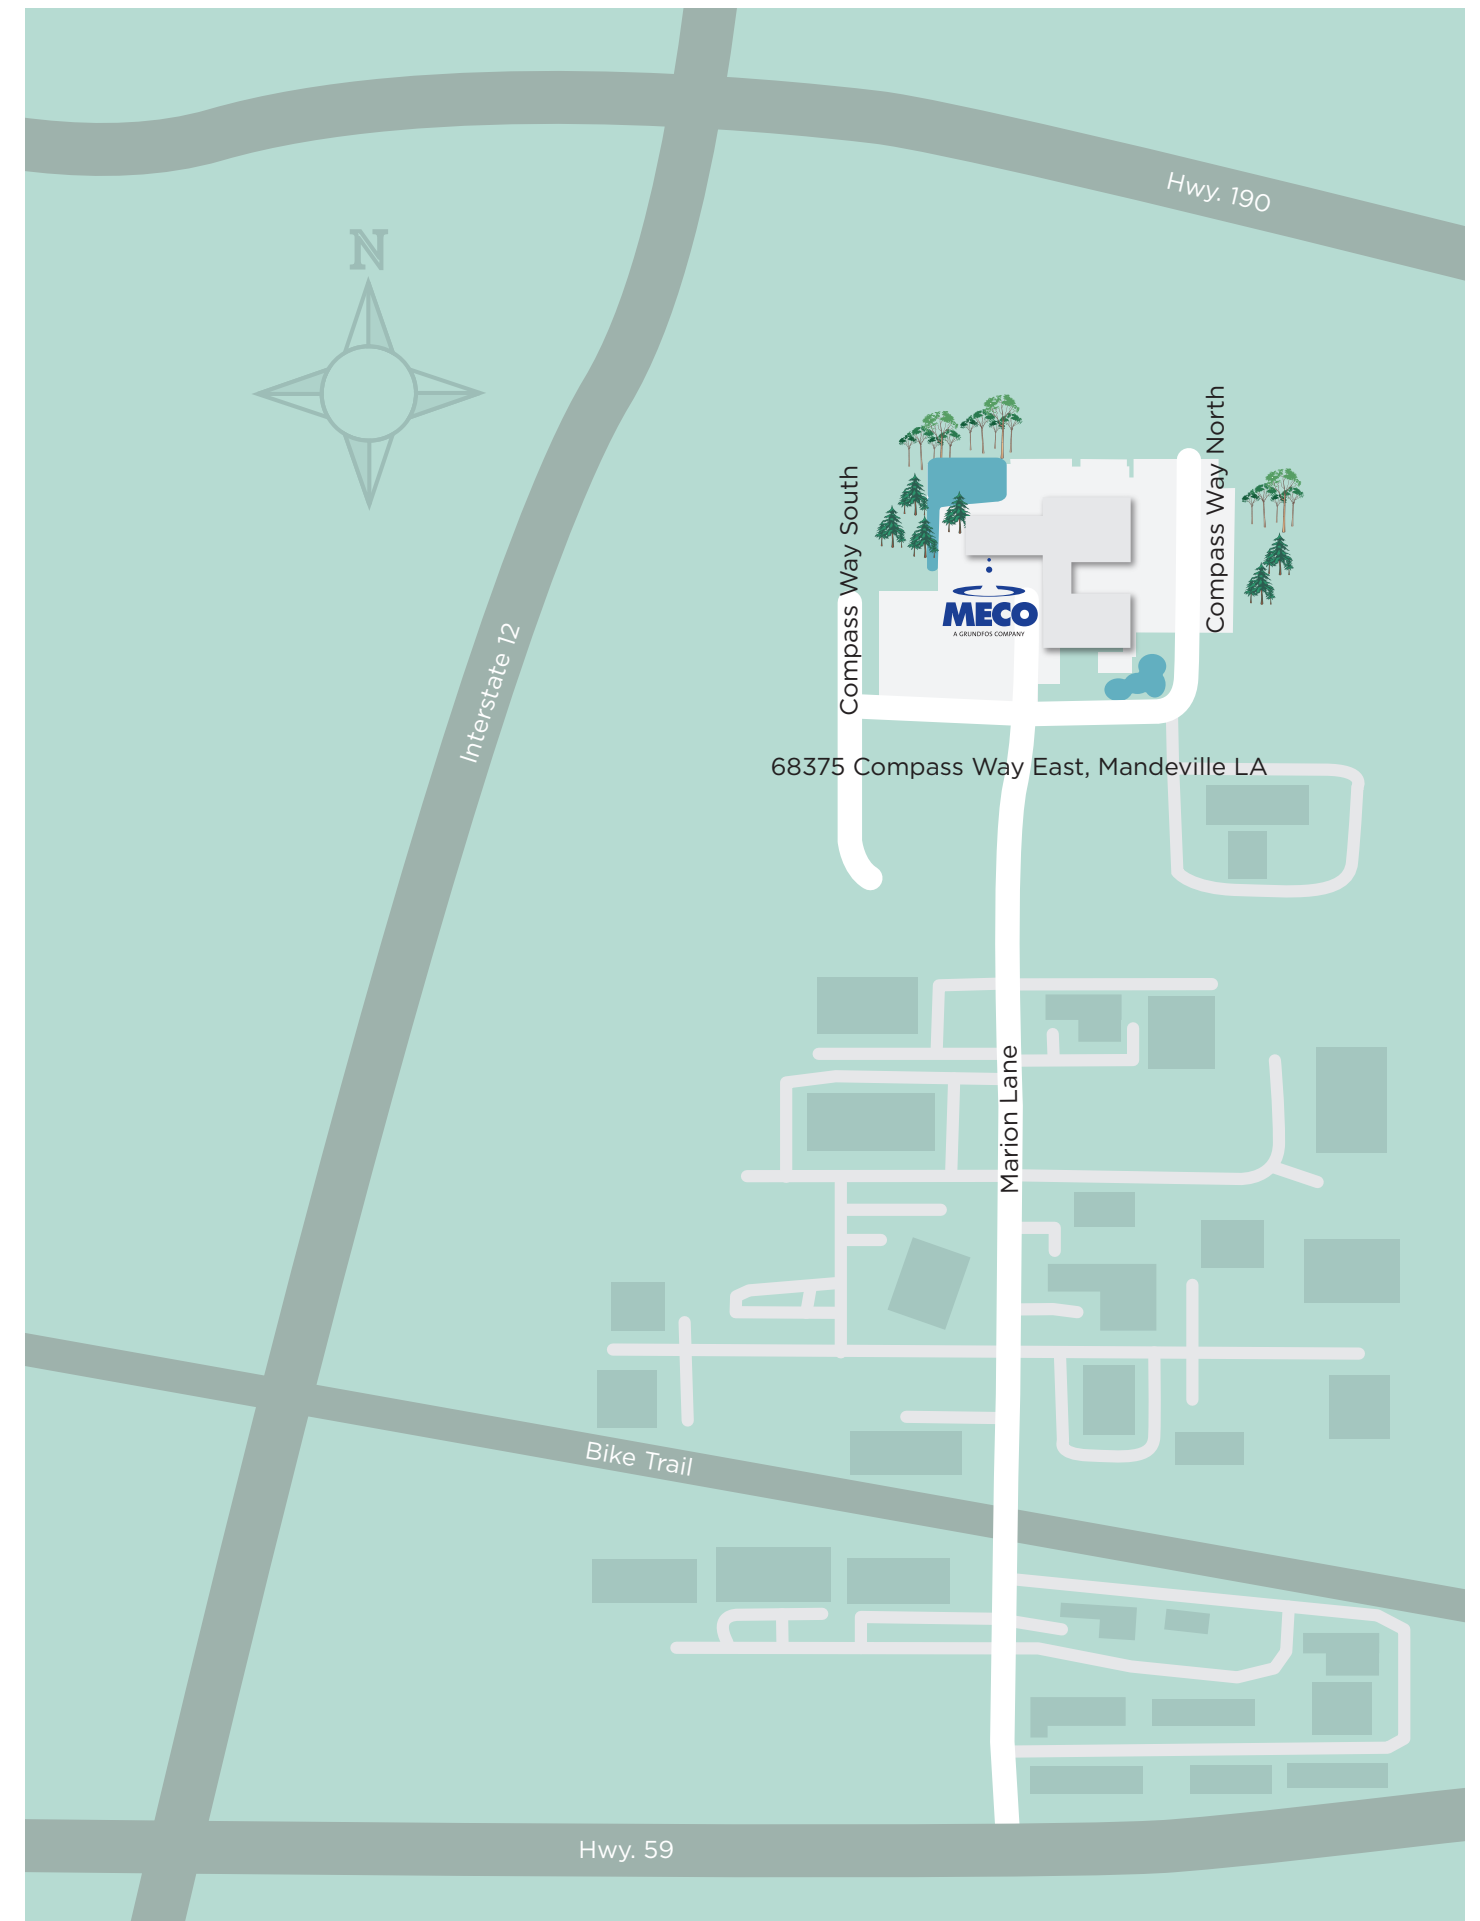 Hwy. 190
N
Compass Way North
Compass Way South
MECO
A GRUNDFOS COMPANY
Interstate 12
68375 Compass Way East, Mandeville LA
Marion Lane
Bike Trail
Hwy. 59